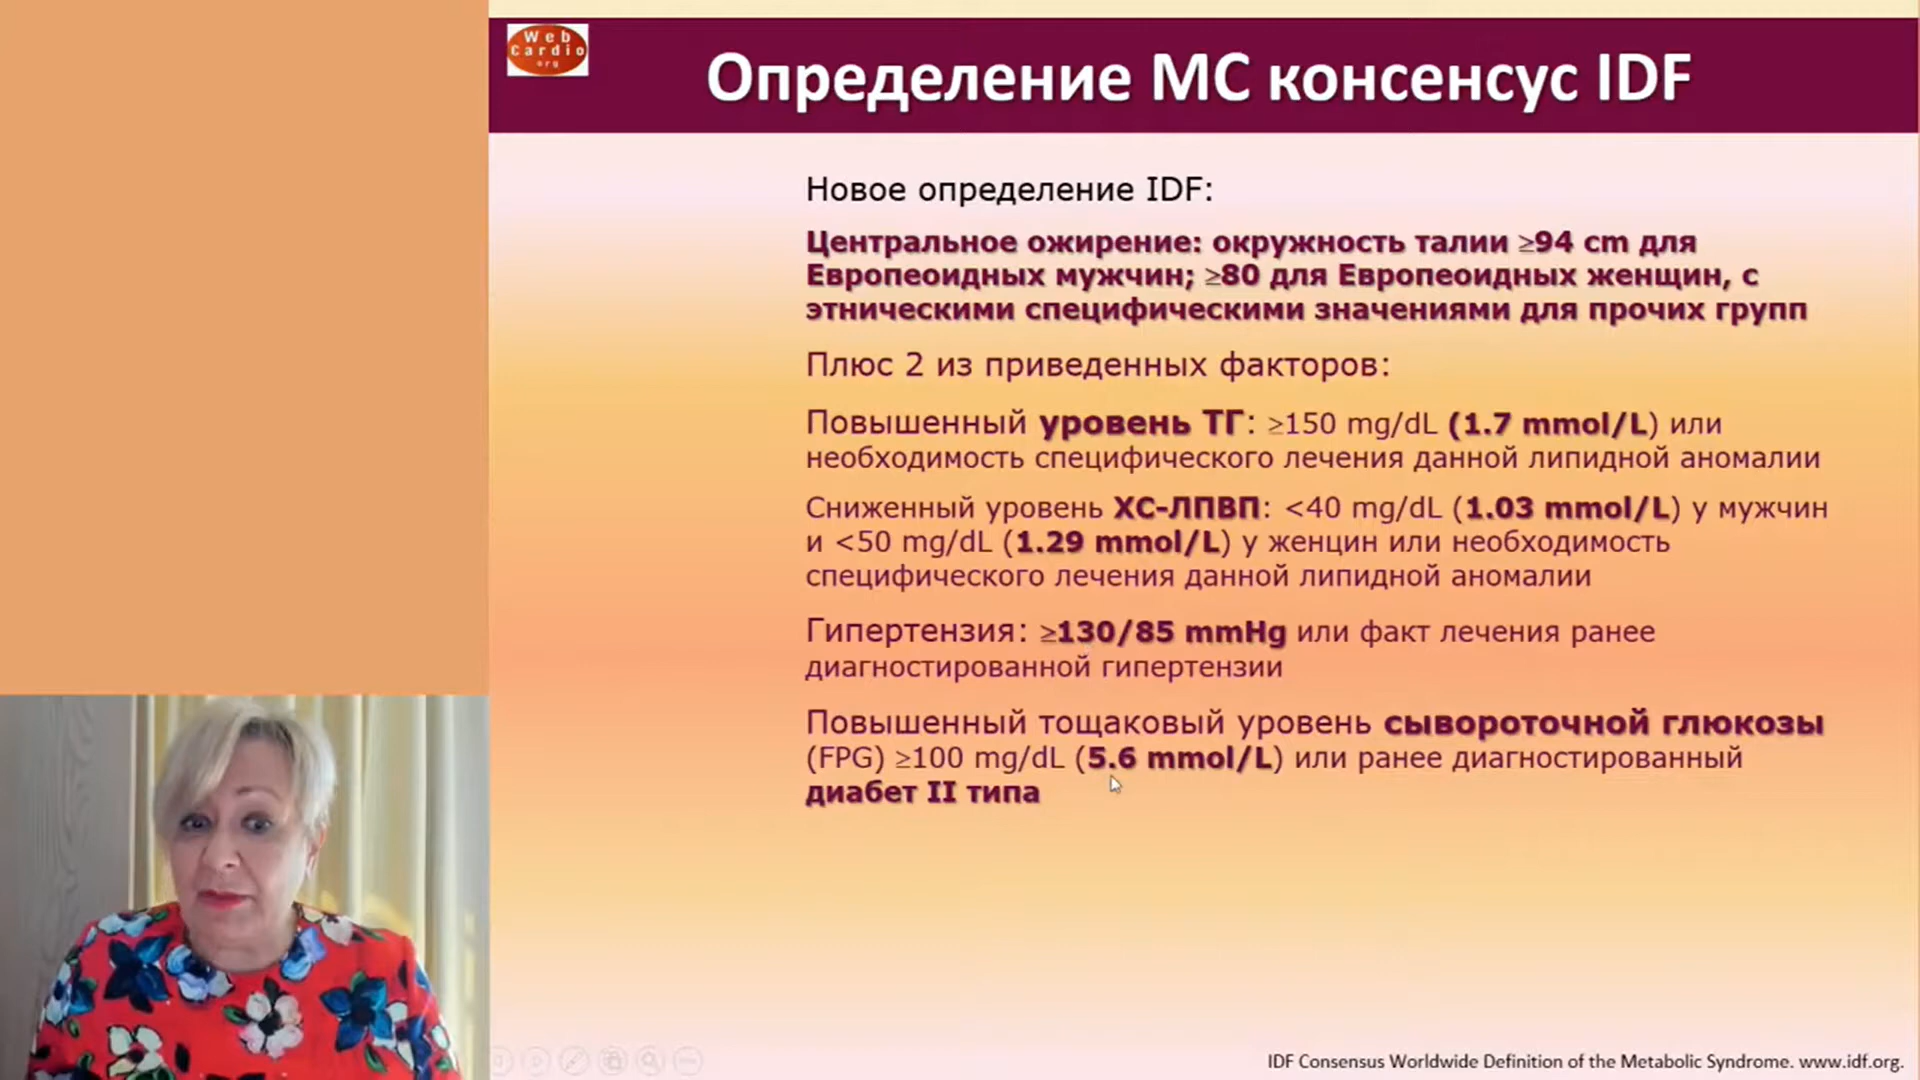 Web
Cardio
org
Определение МС консенсус IDF
Новое определение IDF:
Центральное ожирение: окружность талии ≥94 cm для
Европеоидных мужчин; ≥80 для Европеоидных женщин, с
этническими специфическими значениями для прочих групп
Плюс 2 из приведенных факторов:
Повышенный уровень ТГ: ≥150 mg/dL (1.7 mmol/L) или
необходимость специфического лечения данной липидной аномалии
Сниженный уровень ХС-ЛПВП: <40 mg/dL (1.03 mmol/L) у мужчин
и <50 mg/dL (1.29 mmol/L) у женцин или необходимость
специфического лечения данной липидной аномалии
Гипертензия: ≥130/85 mmHg или факт лечения ранее
диагностированной гипертензии
Повышенный тощаковый уровень сывороточной глюкозы
(FPG) ≥100 mg/dL (5.6 mmol/L) или ранее диагностированный
диабет II типа
IDF Consensus Worldwide Definition of the Metabolic Syndrome. www.idf.org.